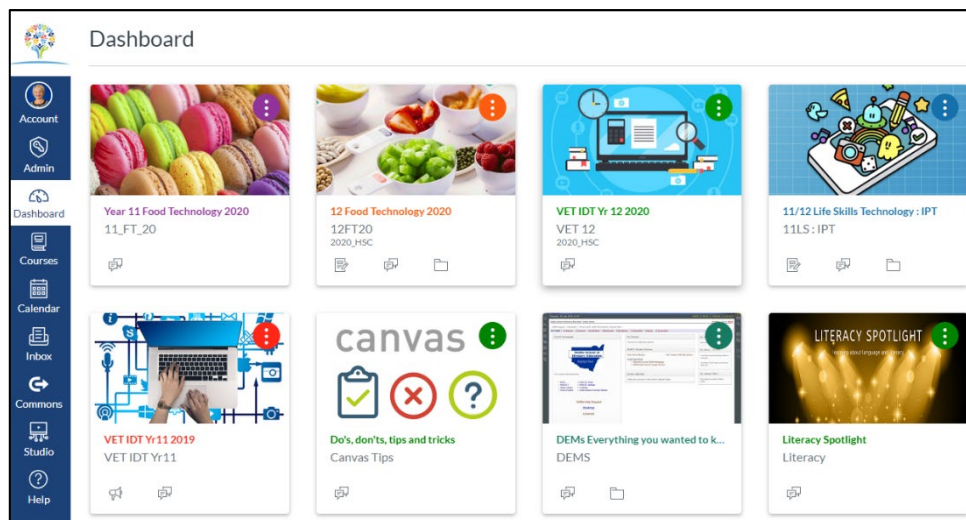 Dashboard
Account
Admin
Dashboard
Courses
Calendar
Inbox
Commons
Studio
Help
Year 11 Food Technology 2020
11_FT_20
12 Food Technology 2020
12FT20
2020_HSC
VET IDT Yr 12 2020
VET 12
2020_HSC
11/12 Life Skills Technology : IPT
11LS : IPT
VET IDT Yr11 2019
VET IDT Yr11
canvas
Do's, don'ts, tips and tricks
Canvas Tips
DEMs Everything you wanted to k...
DEMS
LITERACY SPOTLIGHT
Literacy Spotlight
Literacy